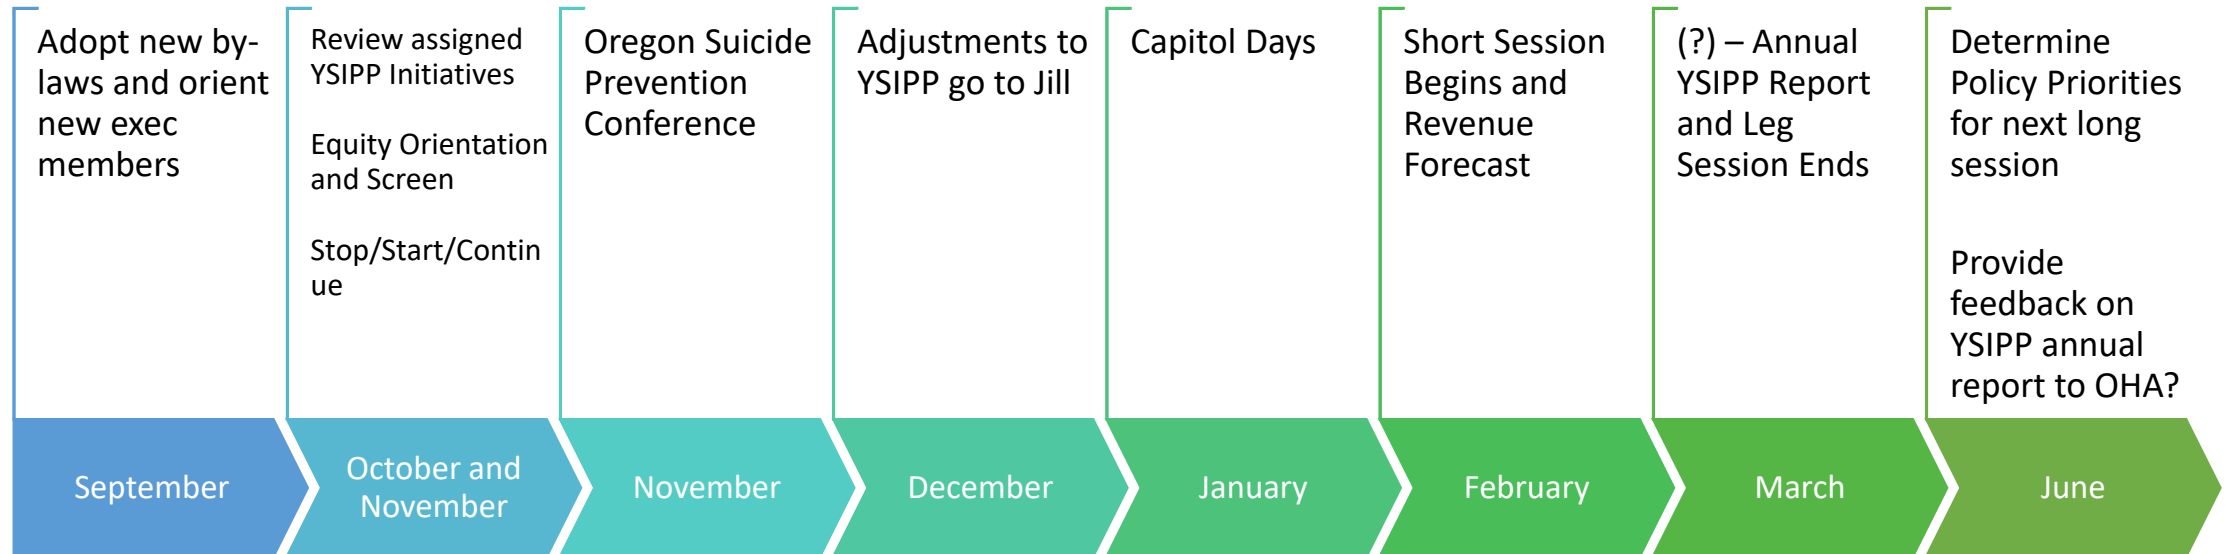 Adopt new by-
laws and orient
new exec
members
Review assigned
YSIPP Initiatives
Equity Orientation
and Screen
Stop/Start/Contin
ue
Oregon Suicide
Prevention
Conference
Adjustments to
YSIPP go to Jill
Capitol Days
Short Session
Begins and
Revenue
Forecast
(?) – Annual
YSIPP Report
and Leg
Session Ends
Determine
Policy Priorities
for next long
session
Provide
feedback on
YSIPP annual
report to OHA?
September
October and
November
November
December
January
February
March
June